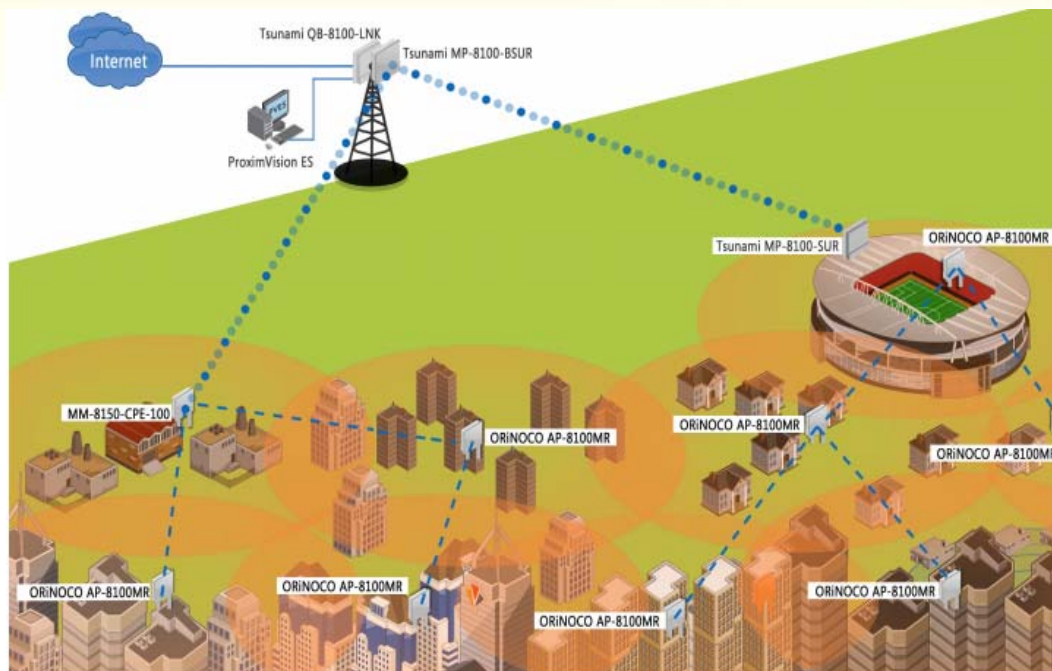 Tsunami QB-8100-LNK
Tsunami MP-8100-BSUR
Internet
PVES
ProximVision ES
Tsunami MP-8100-SUR
ORiNOCO AP-8100MR
MM-8150-CPE-100
ORiNOCO AP-8100MR
ORiNOCO AP-8100MR
ORiNOCO AP-8100MR
ORiNOCO AP-8100MR
ORiNOCO AP-8100MR
ORiNOCO AP-8100MR
ORiNOCO AP-8100MR